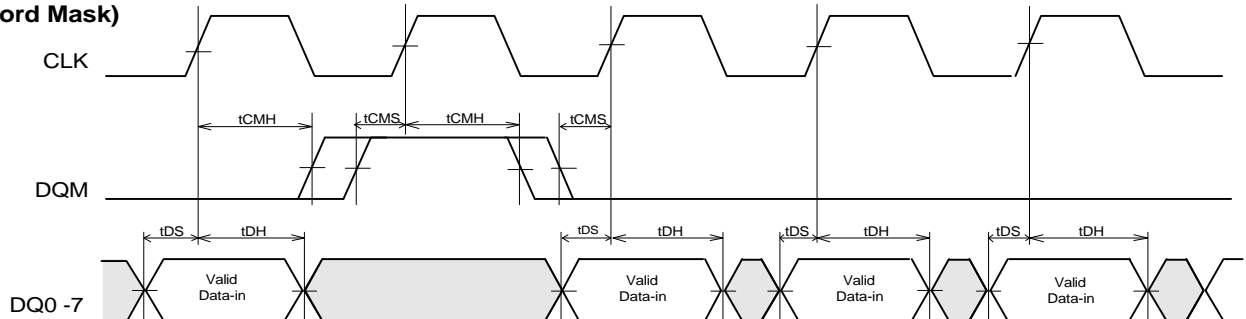 ord Mask)
CLK
tCMH tCMS tCMH tCMS
DQM
tDS tDH tDS tDH tDS tDH tDS tDH
Valid Valid Valid Valid
Data-in Data-in Data-in Data-in
DQ0 -7